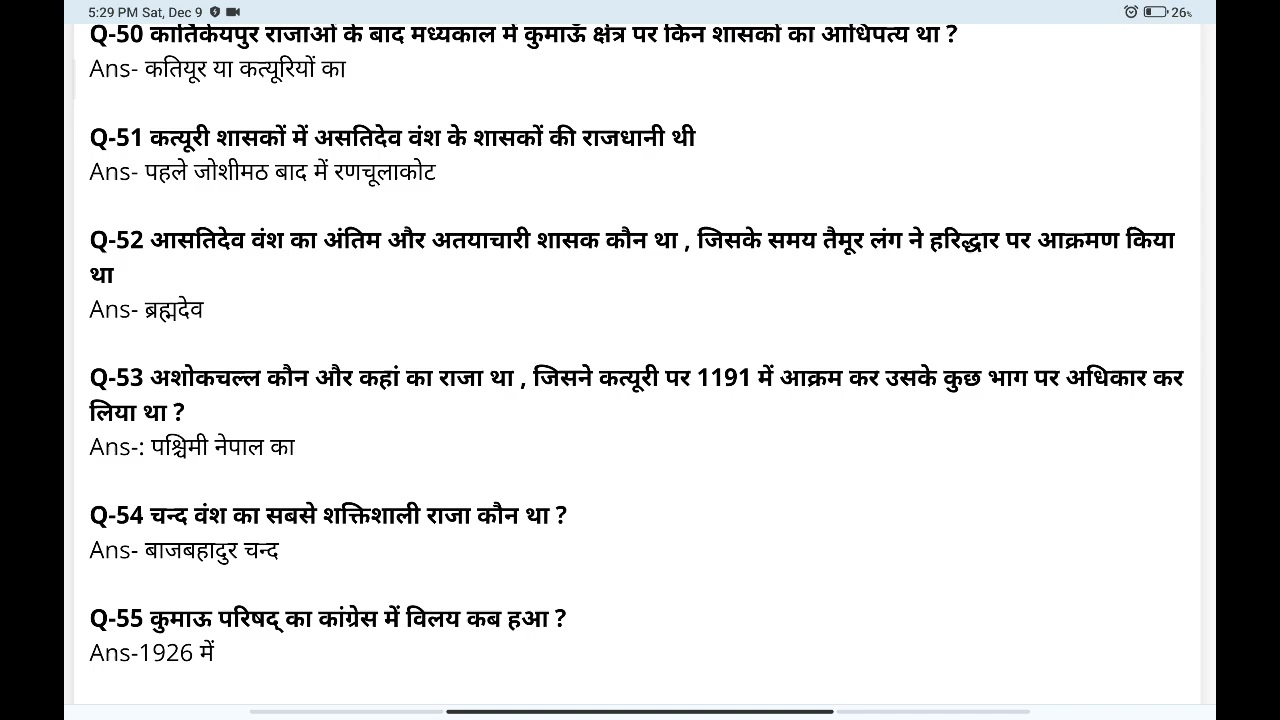 5:29 PM Sat, Dec 9
26%
Q-50 कार्तिकेयपुर राजाओं के बाद मध्यकाल में कुमाऊँ क्षेत्र पर किन शासकों का आधिपत्य था ?
Ans- कतियूर या कत्यूरियों का
Q-51 कत्यूरी शासकों में असतिदेव वंश के शासकों की राजधानी थी
Ans- पहले जोशीमठ बाद में रणचूलाकोट
Q-52 आसतिदेव वंश का अंतिम और अतयाचारी शासक कौन था , जिसके समय तैमूर लंग ने हरिद्धार पर आक्रमण किया
था
Ans- ब्रह्मदेव
Q-53 अशोकचल्ल कौन और कहां का राजा था , जिसने कत्यूरी पर 1191 में आक्रम कर उसके कुछ भाग पर अधिकार कर
लिया था ?
Ans-: पश्चिमी नेपाल का
Q-54 चन्द वंश का सबसे शक्तिशाली राजा कौन था ?
Ans- बाजबहादुर चन्द
Q-55 कुमाऊ परिषद् का कांग्रेस में विलय कब हआ ?
Ans-1926 में